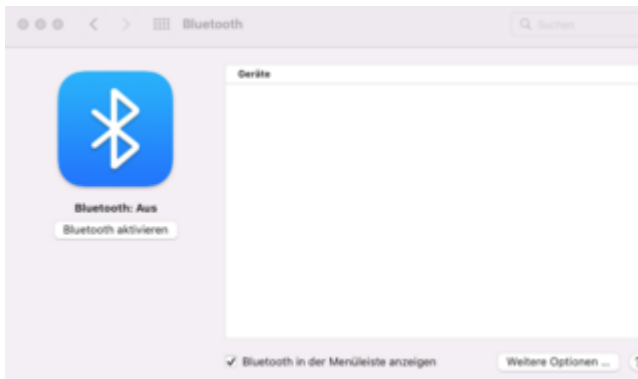 Bluetooth
Suchen
Geräte
Bluetooth: Aus
Bluetooth aktivieren
Bluetooth in der Menüleiste anzeigen
Weitere Optionen ...